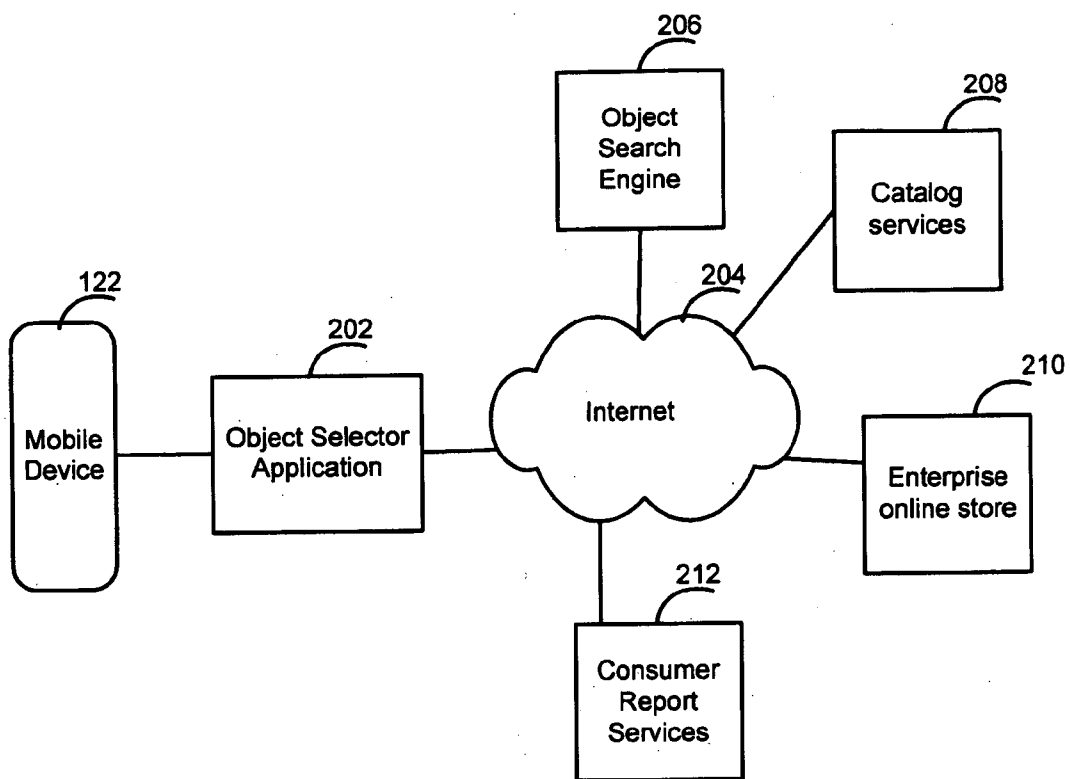 206
Object
Search
Engine
208
Catalog
services
122
Mobile
Device
202
Object Selector
Application
204
Internet
210
Enterprise
online store
212
Consumer
Report
Services